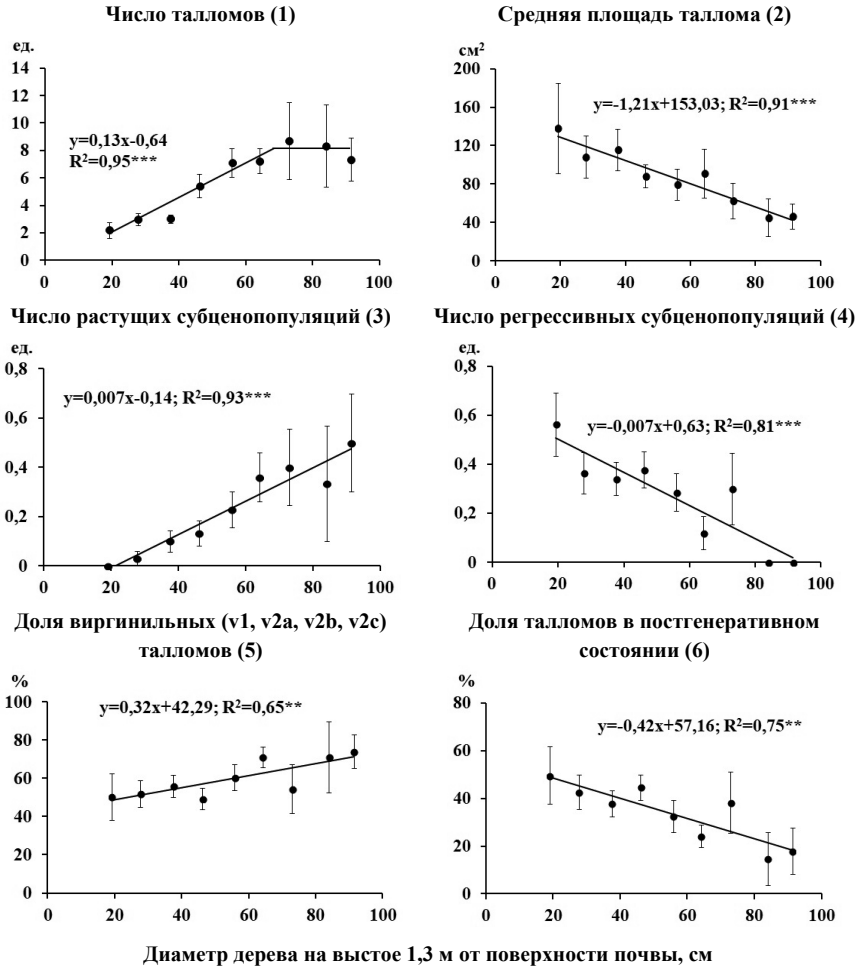 Число талломов (1)
ед.
14
12
10
8
6
4
2
0
0 20 40 60 80 100
y=0,13x-0,64
R²=0,95***
Средняя площадь таллома (2)
см²
200
160
120
80
40
0
0 20 40 60 80 100
y=-1,21x+153,03; R²=0,91***
Число растущих субценопопуляций (3)
ед.
0,8
0,6
0,4
0,2
0
0 20 40 60 80 100
y=0,007x-0,14; R²=0,93***
Число регрессивных субценопопуляций (4)
ед.
0,8
0,6
0,4
0,2
0
0 20 40 60 80 100
y=-0,007x+0,63; R²=0,81***
Доля виргинильных (v1, v2a, v2b, v2c)
талломов (5)
%
100
80
60
40
20
0
0 20 40 60 80 100
y=0,32x+42,29; R²=0,65**
Доля талломов в постгенеративном
состоянии (6)
%
80
60
40
20
0
0 20 40 60 80 100
y=-0,42x+57,16; R²=0,75**
Диаметр дерева на выстое 1,3 м от поверхности почвы, см